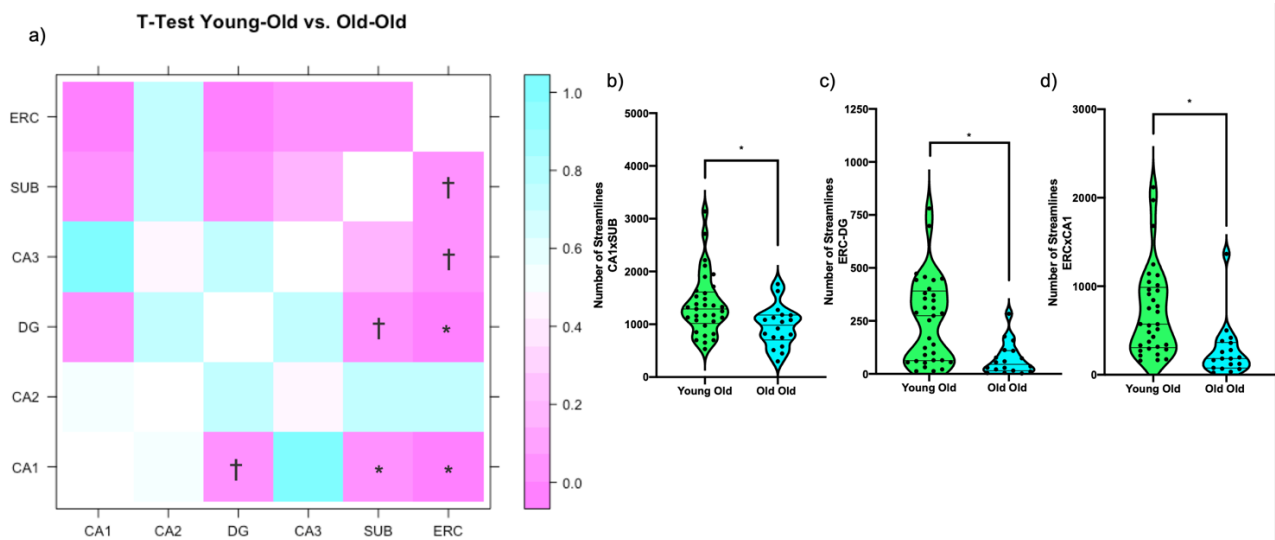 T-Test Young-Old vs. Old-Old
a)
ERC
SUB
CA3
DG
CA2
CA1
†
†
†
*
†
*
*
CA1 CA2 DG CA3 SUB ERC
1.0
0.8
0.6
0.4
0.2
0.0
b)
Number of Streamlines
CA1xSUB
5000
4000
3000
2000
1000
0
*
Young Old Old Old
c)
Number of Streamlines
ERC-DG
1250
1000
750
500
250
0
*
Young Old Old Old
d)
Number of Streamlines
ERCxCA1
3000
2000
1000
0
*
Young Old Old Old